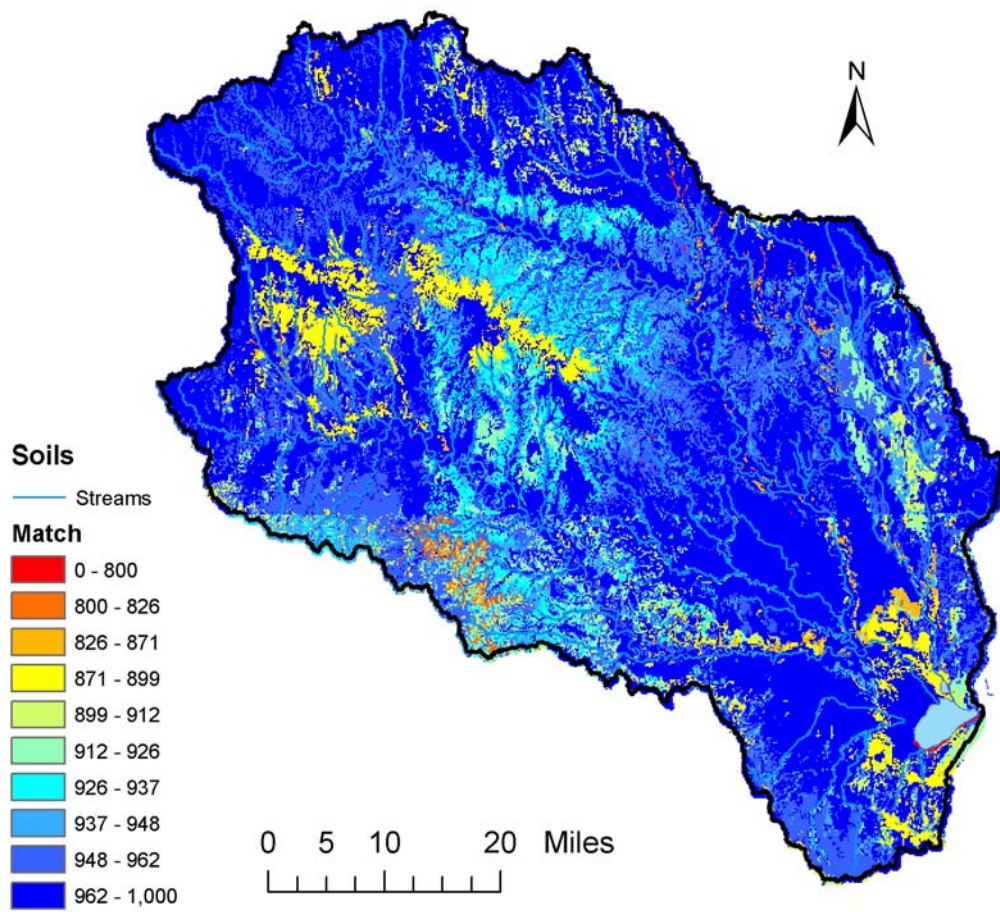 N
Soils
Streams
Match
0 - 800
800 - 826
826 - 871
871 - 899
899 - 912
912 - 926
926 - 937
937 - 948
948 - 962
962 - 1,000
0 5 10 20 Miles